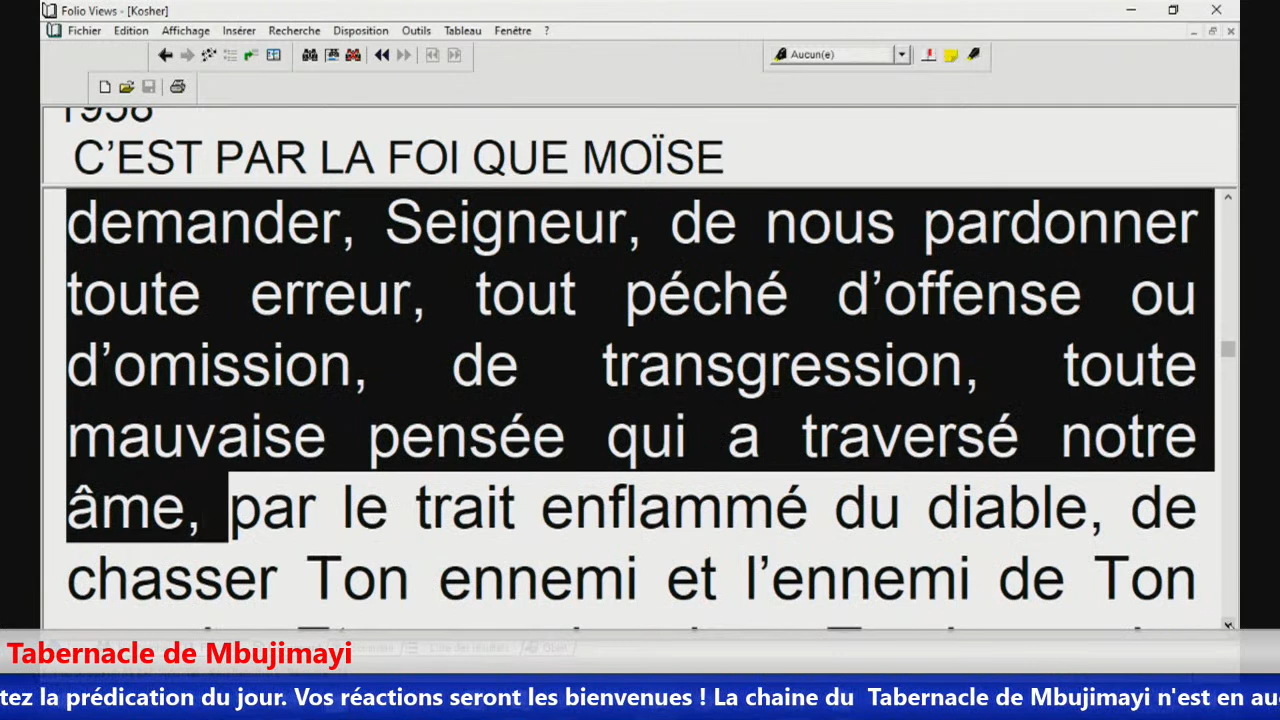 Folio Views - [Kosher]
Fichier Edition Affichage Insérer Recherche Disposition Outils Tableau Fenêtre ?
Aucun(e)
1958
C’EST PAR LA FOI QUE MOÏSE
demander, Seigneur, de nous pardonner
toute erreur, tout péché d’offense ou
d’omission, de transgression, toute
mauvaise pensée qui a traversé notre
âme, par le trait enflammé du diable, de
chasser Ton ennemi et l’ennemi de Ton
Tabernacle de Mbujimayi
tez la prédication du jour. Vos réactions seront les bienvenues ! La chaine du Tabernacle de Mbujimayi n'est en au